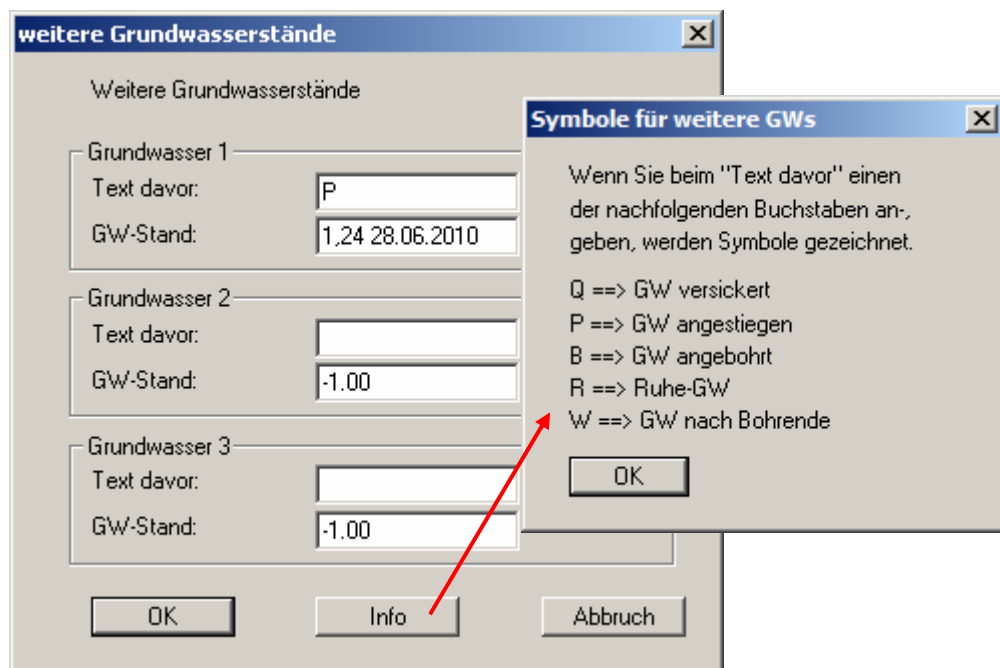 weitere Grundwasserstände
Weitere Grundwasserstände
Grundwasser 1
Text davor: P
GW-Stand: 1,24 28.06.2010
Grundwasser 2
Text davor:
GW-Stand: -1.00
Grundwasser 3
Text davor:
GW-Stand: -1.00
OK Info Abbruch
Symbole für weitere GWs
Wenn Sie beim "Text davor" einen
der nachfolgenden Buchstaben an-,
geben, werden Symbole gezeichnet.
Q ==> GW versickert
P ==> GW angestiegen
B ==> GW angebohrt
R ==> Ruhe-GW
W ==> GW nach Bohrende
OK